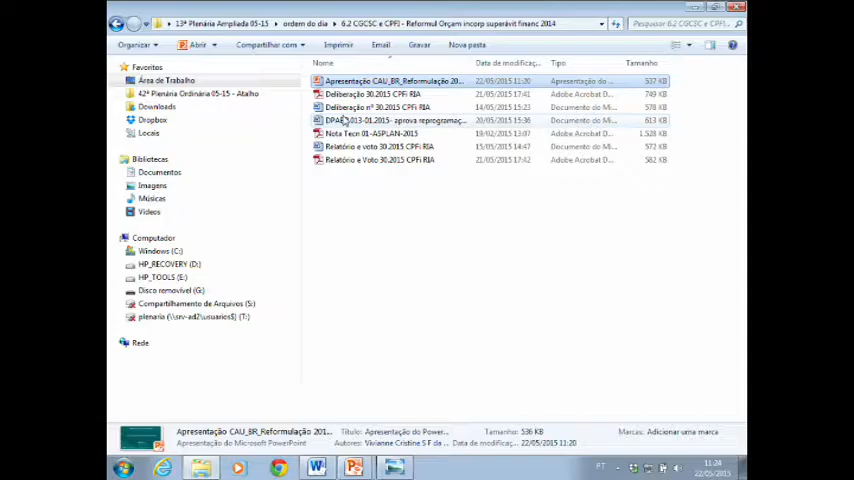 13ª Plenária Ampliada 05-15 ▸ ordem do dia ▸ 6.2 CGCSC e CPFI - Reformul Orçam incorp superávit financ 2014
Pesquisar 6.2 CGCSC e CPFI -...
Organizar Abrir Compartilhar com Imprimir Email Gravar Nova pasta
Nome Data de modificaç... Tipo Tamanho
Favoritos
Área de Trabalho
42ª Plenária Ordinária 05-15 - Atalho
Downloads
Dropbox
Locais
Bibliotecas
Documentos
Imagens
Músicas
Vídeos
Computador
Windows (C:)
HP_RECOVERY (D:)
HP_TOOLS (E:)
Disco removível (G:)
Compartilhamento de Arquivos (S:)
plenaria (\\srv-ad2\usuarios$) (T:)
Rede
Apresentação CAU_BR_Reformulação 20... 22/05/2015 11:20 Apresentação do ... 537 KB
Deliberação 30.2015 CPFi RIA 21/05/2015 17:41 Adobe Acrobat D... 749 KB
Deliberação nº 30.2015 CPFi RIA 14/05/2015 15:23 Documento do Mi... 578 KB
013-01.2015- aprova reprogramaç... 20/05/2015 15:36 Documento do Mi... 613 KB
Nota Tecn 01-ASPLAN-2015 19/02/2015 13:07 Adobe Acrobat D... 1.528 KB
Relatório e voto 30.2015 CPFi RIA 15/05/2015 14:47 Documento do Mi... 572 KB
Relatório e Voto 30.2015 CPFi RIA 21/05/2015 17:42 Adobe Acrobat D... 582 KB
Apresentação CAU_BR_Reformulação 201... Título: Apresentação do Power... Tamanho: 536 KB Marcas: Adicionar uma marca
Apresentação do Microsoft PowerPoint Autores: Vivianne Cristine S F da ... Data de modificaç... 22/05/2015 11:20
PT
11:24
22/05/2015